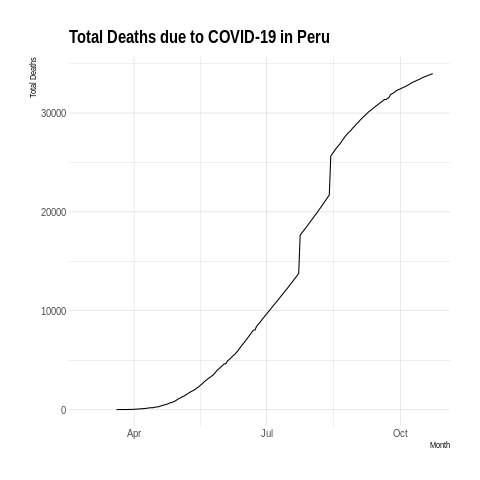 Total Deaths due to COVID-19 in Peru
Total Deaths
30000
20000
10000
0
Apr
Jul
Oct
Month